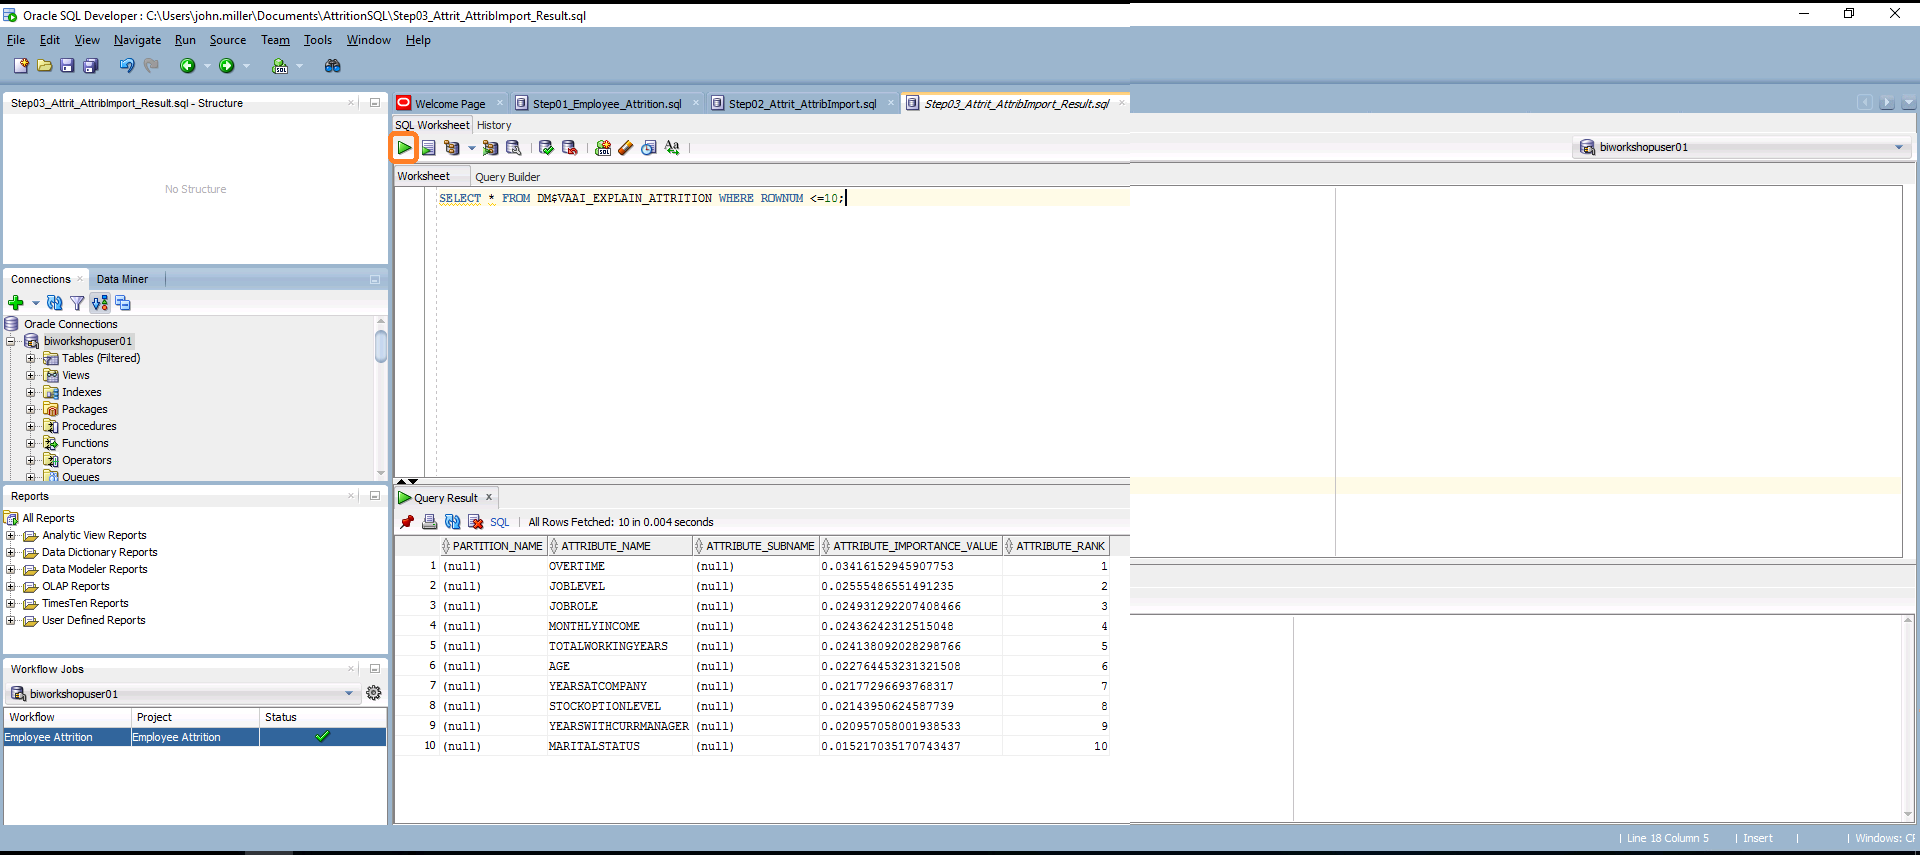 Oracle SQL Developer : C:\Users\john.miller\Documents\AttritionSQL\Step03_Attrit_AttribImport_Result.sql
File Edit View Navigate Run Source Team Tools Window Help
Step03_Attrit_AttribImport_Result.sql - Structure
No Structure
Connections Data Miner
Oracle Connections
biworkshopuser01
Tables (Filtered)
Views
Indexes
Packages
Procedures
Functions
Operators
Queues
Reports
All Reports
Analytic View Reports
Data Dictionary Reports
Data Modeler Reports
OLAP Reports
TimesTen Reports
User Defined Reports
Workflow Jobs
biworkshopuser01
Workflow Project Status
Employee Attrition Employee Attrition
Welcome Page Step01_Employee_Attrition.sql Step02_Attrit_AttribImport.sql Step03_Attrit_AttribImport_Result.sql
SQL Worksheet History
Aa
biworkshopuser01
Worksheet Query Builder
SELECT * FROM DM$VAAI_EXPLAIN_ATTRITION WHERE ROWNUM <=10;
Query Result x
SQL | All Rows Fetched: 10 in 0.004 seconds
PARTITION_NAME ATTRIBUTE_NAME ATTRIBUTE_SUBNAME ATTRIBUTE_IMPORTANCE_VALUE ATTRIBUTE_RANK
1 (null) OVERTIME (null) 0.03416152945907753 1
2 (null) JOBLEVEL (null) 0.02555486551491235 2
3 (null) JOBROLE (null) 0.024931292207408466 3
4 (null) MONTHLYINCOME (null) 0.02436242312515048 4
5 (null) TOTALWORKINGYEARS (null) 0.024138092028298766 5
6 (null) AGE (null) 0.022764453231321508 6
7 (null) YEARSATCOMPANY (null) 0.02177296693768317 7
8 (null) STOCKOPTIONLEVEL (null) 0.02143950624587739 8
9 (null) YEARSWITHCURRMANAGER (null) 0.020957058001938533 9
10 (null) MARITALSTATUS (null) 0.015217035170743437 10
Line 18 Column 5 | Insert | | Windows: CF